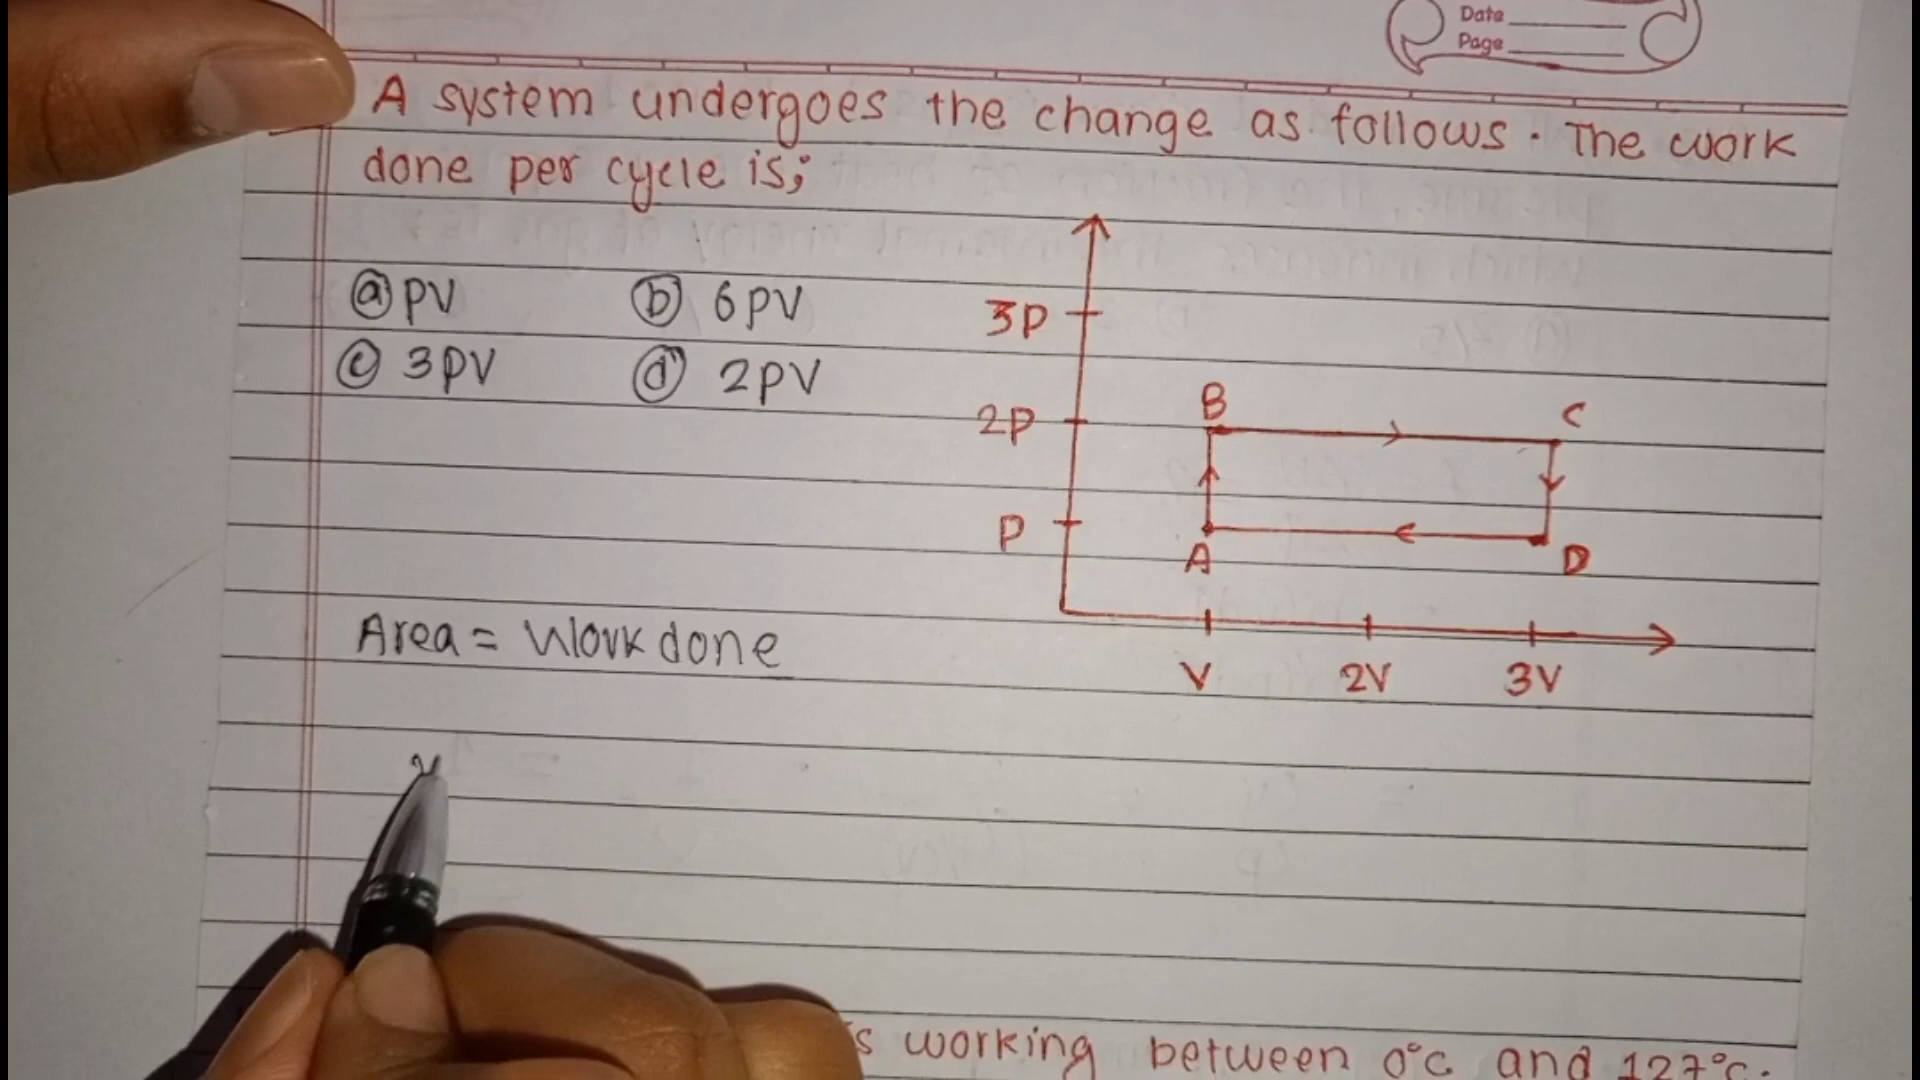 Date
Page
A system undergoes the change as follows. The work
done per cycle is;
ⓐ PV ⓑ 6PV
ⓒ 3PV ⓓ 2PV
3P
2P
P
B C
A D
V 2V 3V
Area = Work done
working between 0°C and 127°C.